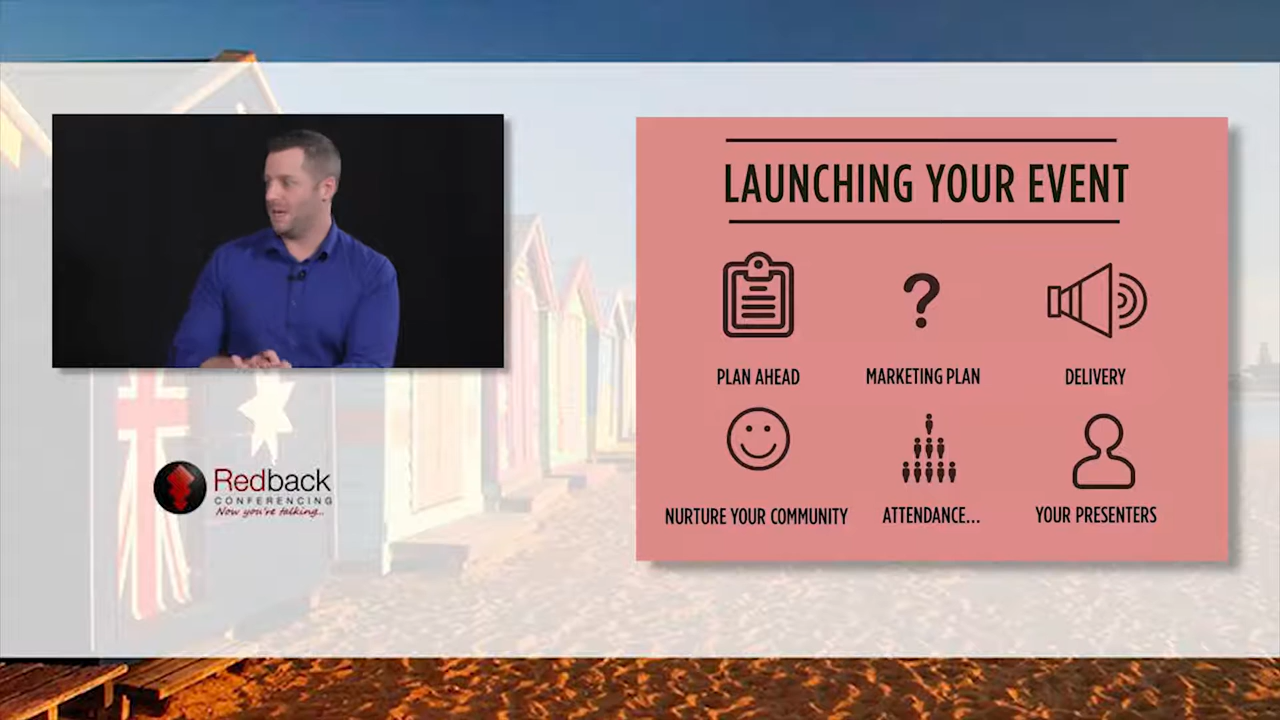 LAUNCHING YOUR EVENT
PLAN AHEAD
MARKETING PLAN
DELIVERY
NURTURE YOUR COMMUNITY
ATTENDANCE...
YOUR PRESENTERS
Redback
CONFERENCING
Now you're talking..